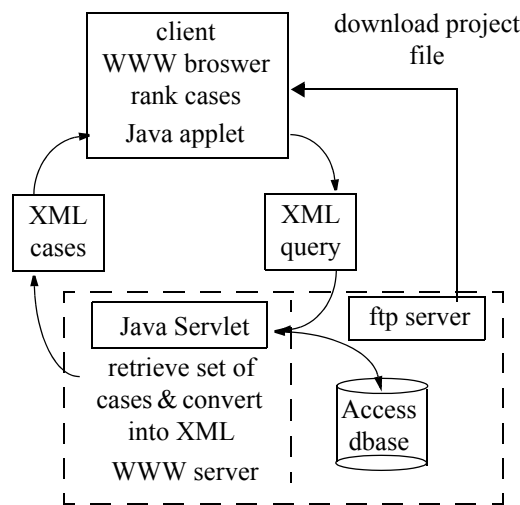 client
WWW broswer
rank cases
Java applet
download project
file
XML
cases
XML
query
Java Servlet
retrieve set of
cases & convert
into XML
WWW server
ftp server
Access
dbase